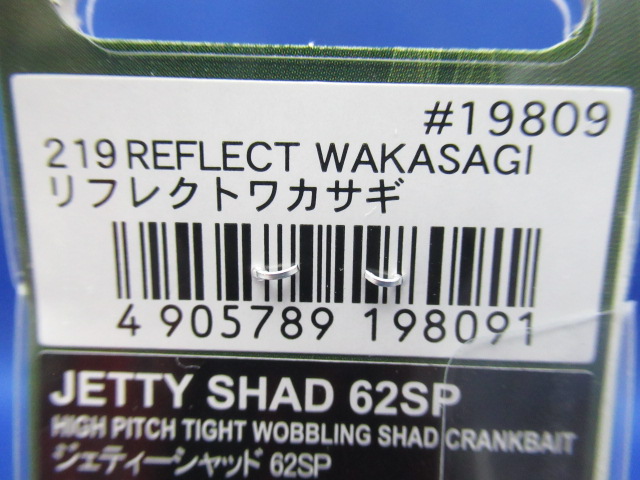 #19809
219 REFLECT WAKASAGI
リフレクトワカサギ
4 905789 198091
JETTY SHAD 62SP
HIGH PITCH TIGHT WOBBLING SHAD CRANKBAIT
ジェティーシャッド 62SP